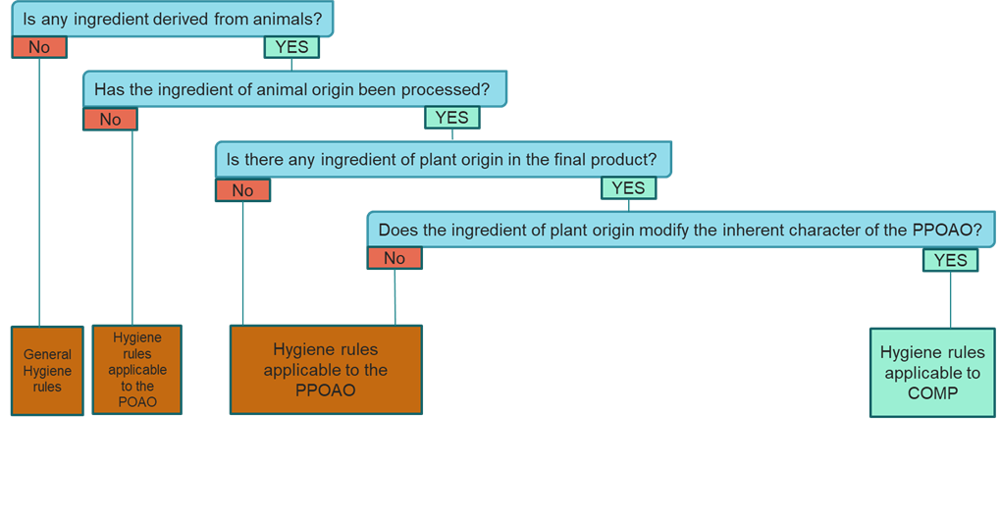 Is any ingredient derived from animals?
No
YES
Has the ingredient of animal origin been processed?
No
YES
Is there any ingredient of plant origin in the final product?
No
YES
Does the ingredient of plant origin modify the inherent character of the PPOAO?
No
YES
General
Hygiene
rules
Hygiene
rules
applicable
to the
POAO
Hygiene rules
applicable to the
PPOAO
Hygiene rules
applicable to
COMP